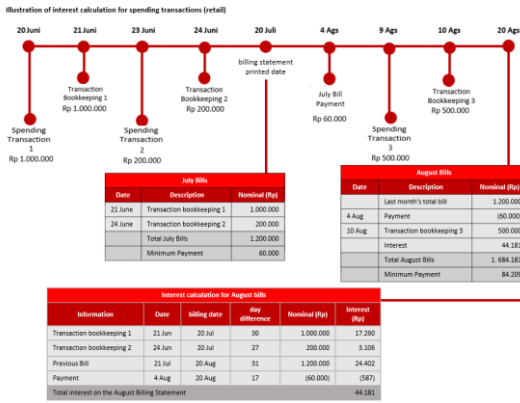 Illustration of interest calculation for spending transactions (retail)
20 Juni 21 Juni 23 Juni 24 Juni 20 Juli 4 Ags 9 Ags 10 Ags 20 Ags
Transaction
Bookkeeping 1
Rp 1.000.000
Transaction
Bookkeeping 2
Rp 200.000
billing statement
printed date
July Bill
Payment
Rp 60.000
Transaction
Bookkeeping 3
Rp 500.000
Spending
Transaction
1
Rp 1.000.000
Spending
Transaction
2
Rp 200.000
Spending
Transaction
3
Rp 500.000
July Bills
Date Description Nominal (Rp)
21 June Transaction bookkeeping 1 1.000.000
24 June Transaction bookkeeping 2 200.000
Total July Bills 1.200.000
Minimum Payment 60.000
August Bills
Date Description Nominal (Rp)
Last month's total bill 1.200.000
4 Aug Payment (60.000)
10 Aug Transaction bookkeeping 3 500.000
Interest 44.181
Total August Bills 1. 684.181
Minimum Payment 84.209
Interest calculation for August bills
Information Date billing date day difference Nominal (Rp) Interest (Rp)
Transaction bookkeeping 1 21 Jun 20 Jul 30 1.000.000 17.260
Transaction bookkeeping 2 24 Jun 20 Jul 27 200.000 3.106
Previous Bill 21 Jul 20 Aug 31 1.200.000 24.402
Payment 4 Aug 20 Aug 17 (60.000) (587)
Total interest on the August Billing Statement 44.181